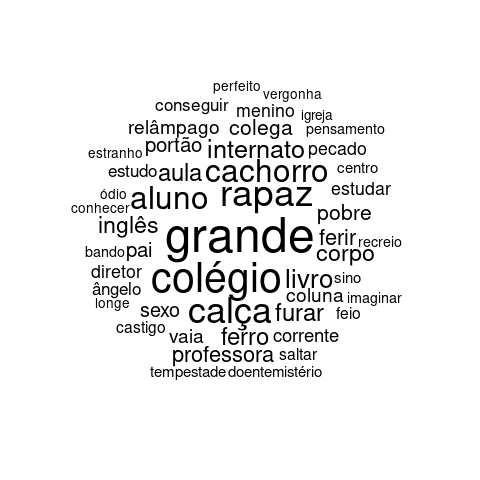 perfeito
vergonha
conseguir menino igreja
relâmpago colega pensamento
portão internato pecado
estranho
estudo aula cachorro centro
ódio aluno rapaz estudar
conhecer pobre
inglês grande ferir recreio
bando pai corpo
diretor colégio livro sino
ângelo coluna imaginar
longe sexo calça furar feio
castigo
vaia ferro corrente
professora saltar
tempestade doente mistério